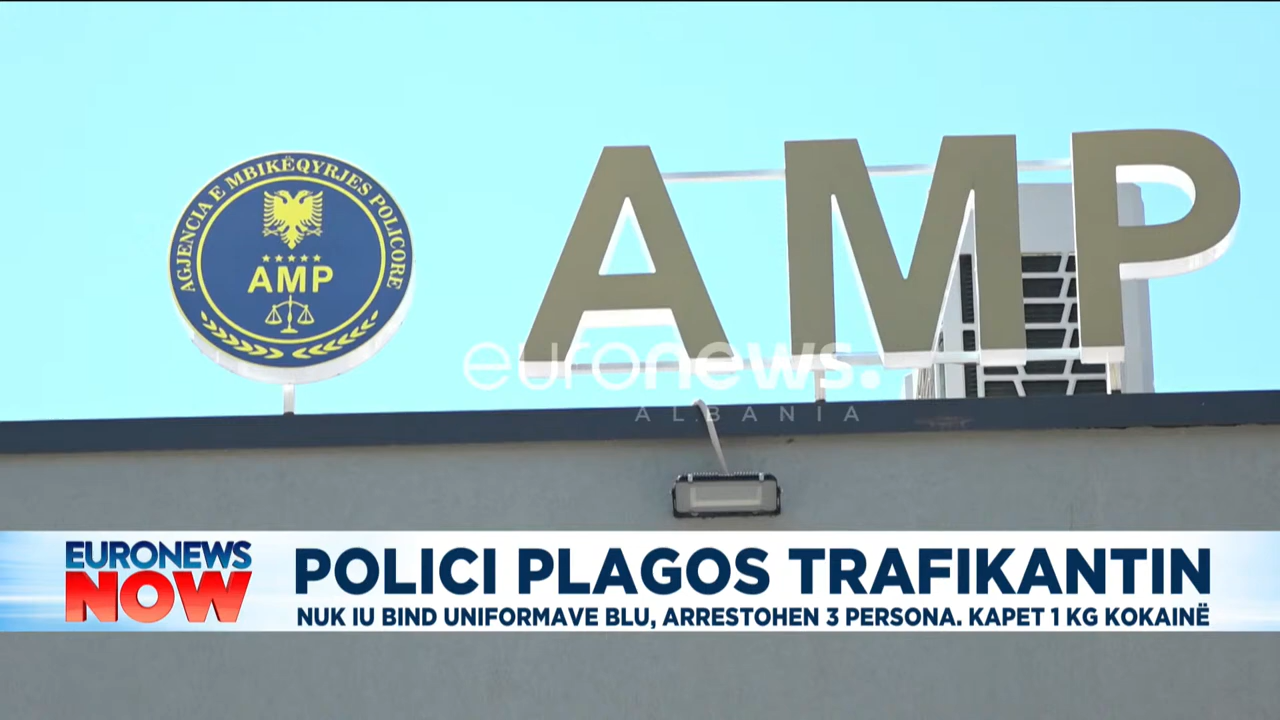 AGJENCIA E MBIKËQYRJES POLICORE
AMP
AMP
euronews.
ALBANIA
EURONEWS
NOW
POLICI PLAGOS TRAFIKANTIN
NUK IU BIND UNIFORMAVE BLU, ARRESTOHEN 3 PERSONA. KAPET 1 KG KOKAINË